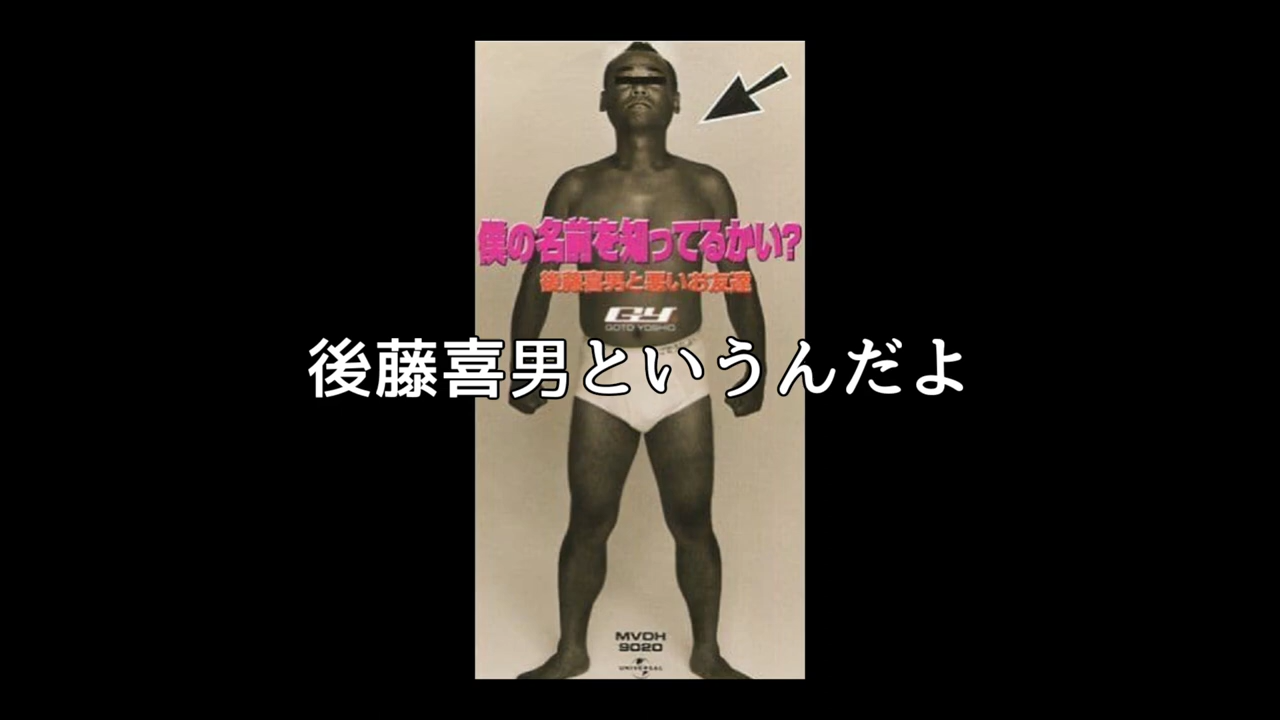 僕の名前を知ってるかい?
後藤喜男と悪いお友達
GY
GOTO YOSHIO
後藤喜男というんだよ
MVDH
9020
UNIVERSAL